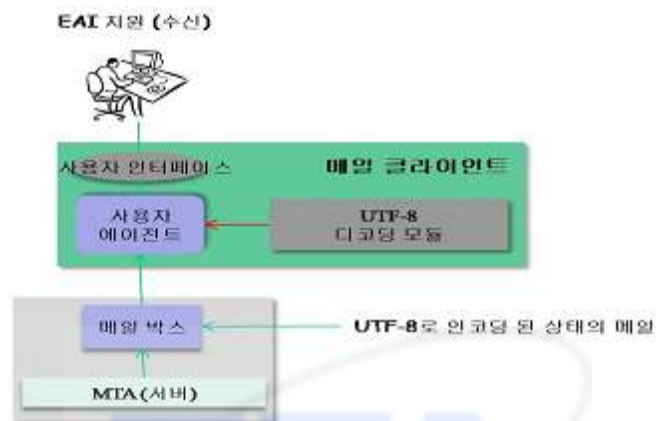 EAI 지원 (수신)
사용자 인터페이스
메일 클라이언트
사용자
에이전트
UTF-8
디코딩 모듈
메일 박스
UTF-8로 인코딩 된 상태의 메일
MTA(서버)